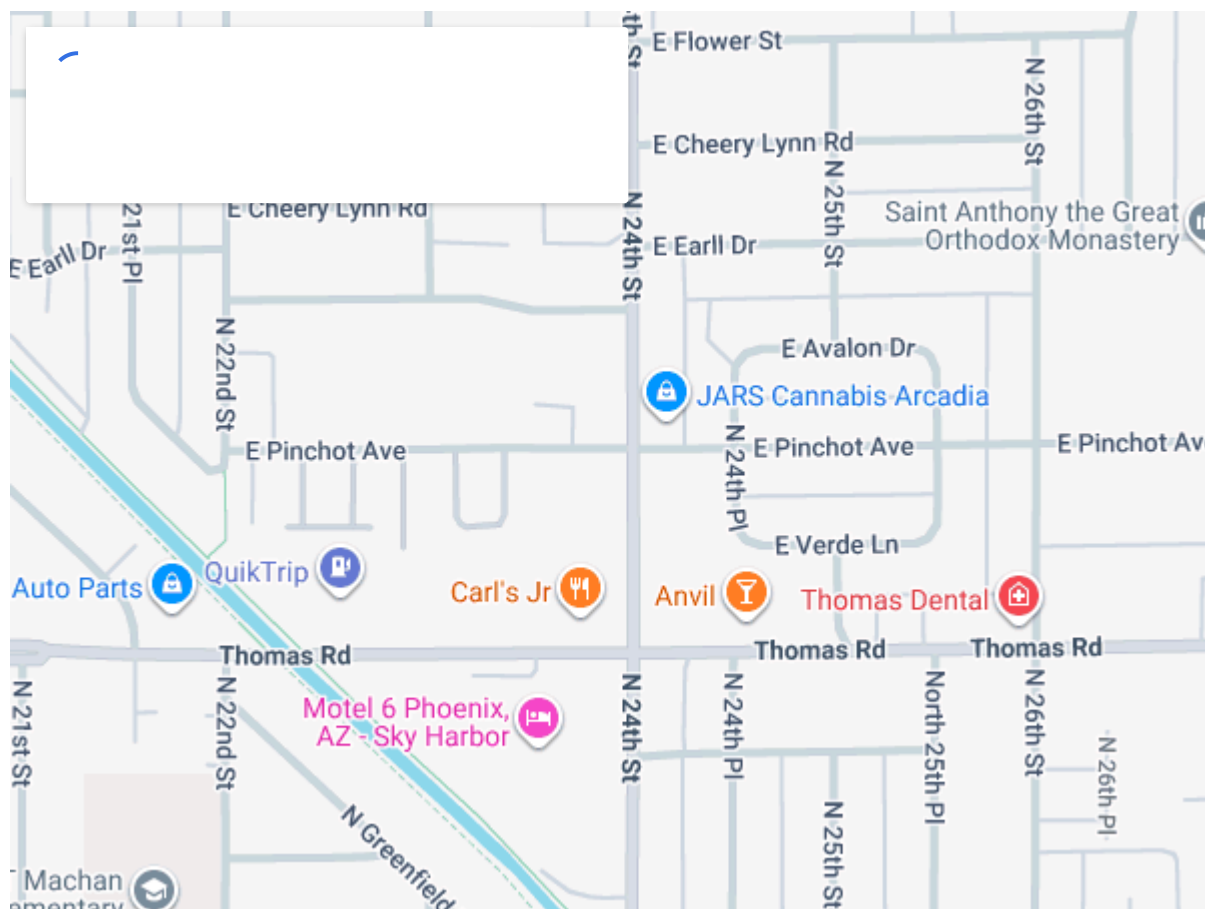 th St
E Flower St
N 26th St
E Cheery Lynn Rd
N 25th St
21st Pl
E Cheery Lynn Rd
N 24th St
Saint Anthony the Great
Orthodox Monastery
E Earll Dr
E Earll Dr
N 22nd St
E Avalon Dr
JARS Cannabis Arcadia
N 24th Pl
E Pinchot Ave
E Pinchot Ave
E Pinchot Av
E Verde Ln
Auto Parts
QuikTrip
Carl's Jr
Anvil
Thomas Dental
Thomas Rd
Thomas Rd
Thomas Rd
N 21st St
N 22nd St
Motel 6 Phoenix,
AZ - Sky Harbor
N 24th St
N 24th Pl
North 25th Pl
N 26th St
N 26th Pl
N 25th St
N Greenfield
Machan
ementary